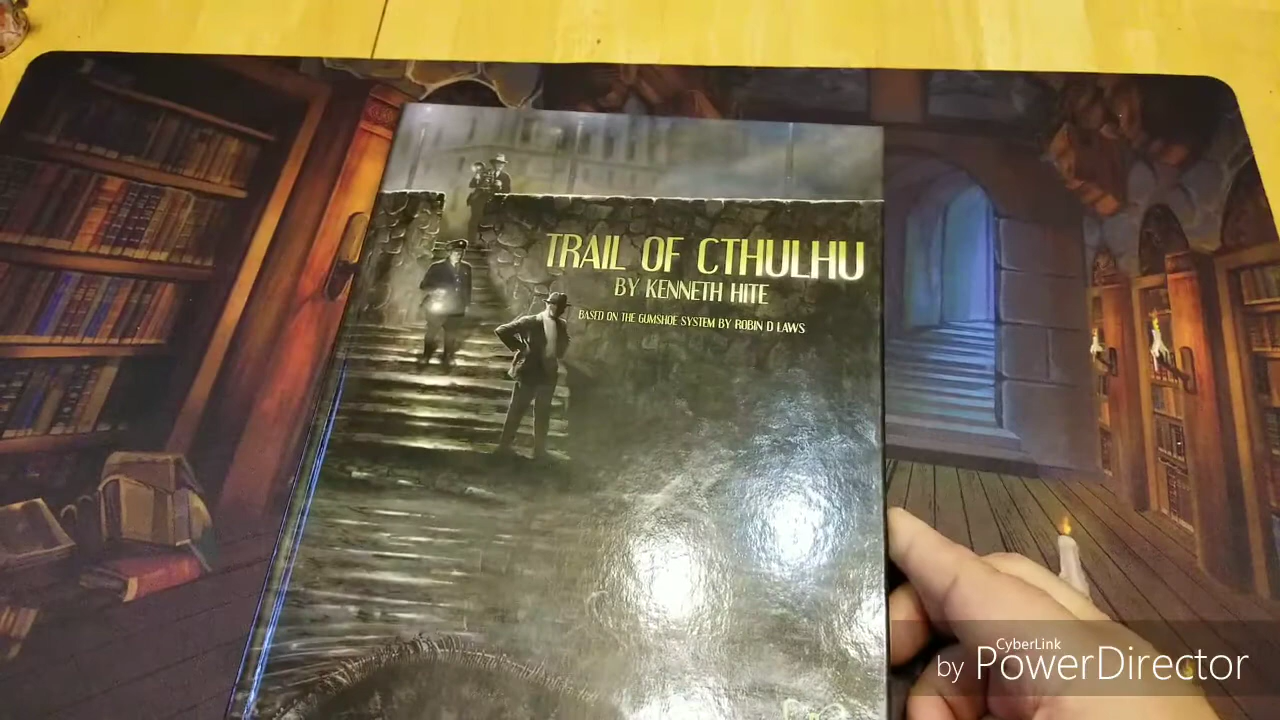 TRAIL OF CTHULHU
BY KENNETH HITE
BASED ON THE GUMSHOE SYSTEM BY ROBIN D LAWS
CyberLink
by PowerDirector